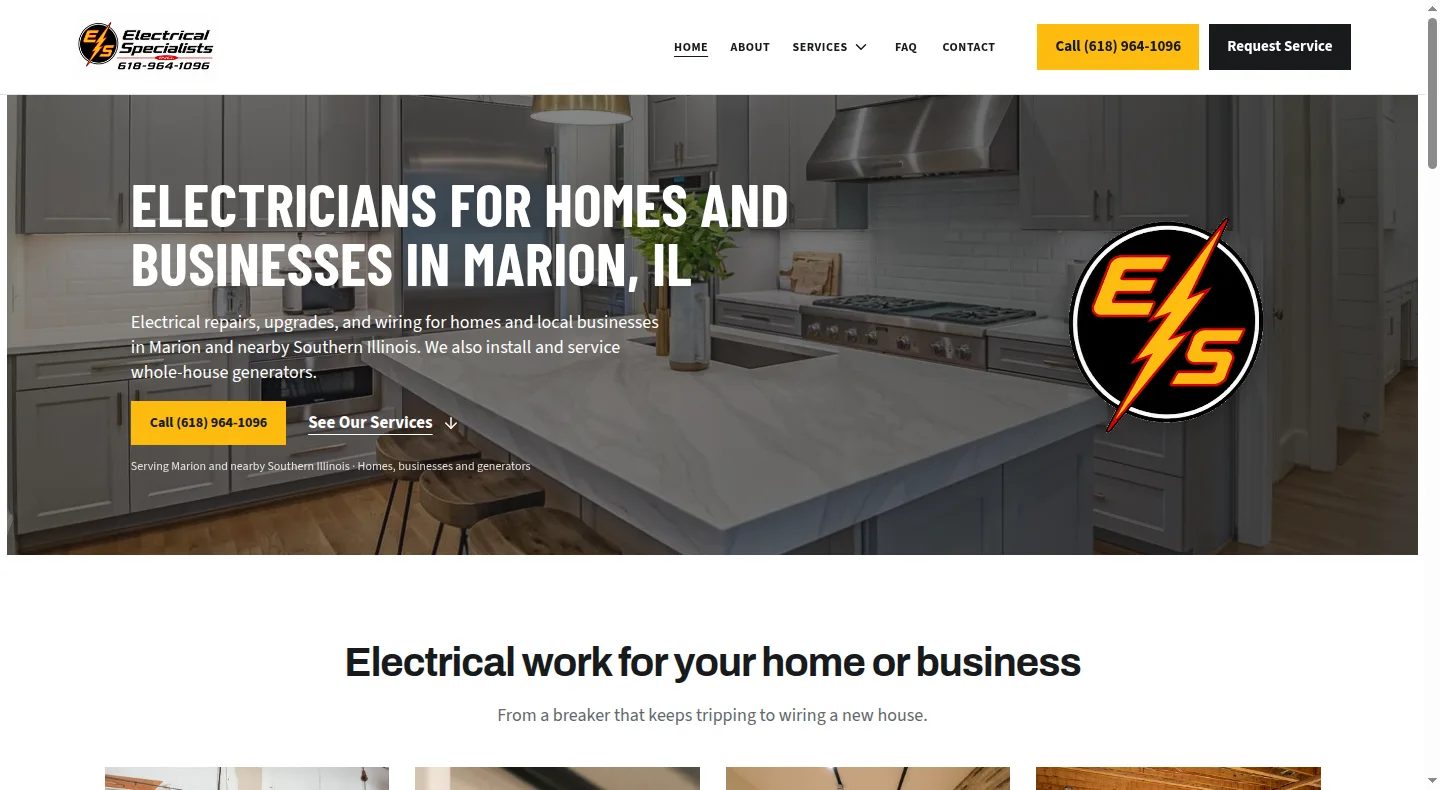 Electrical
Specialists
INC.
618-964-1096
HOME
ABOUT
SERVICES
FAQ
CONTACT
Call (618) 964-1096
Request Service
ELECTRICIANS FOR HOMES AND
BUSINESSES IN MARION, IL
Electrical repairs, upgrades, and wiring for homes and local businesses
in Marion and nearby Southern Illinois. We also install and service
whole-house generators.
E S
Call (618) 964-1096
See Our Services
Serving Marion and nearby Southern Illinois · Homes, businesses and generators
Electrical work for your home or business
From a breaker that keeps tripping to wiring a new house.